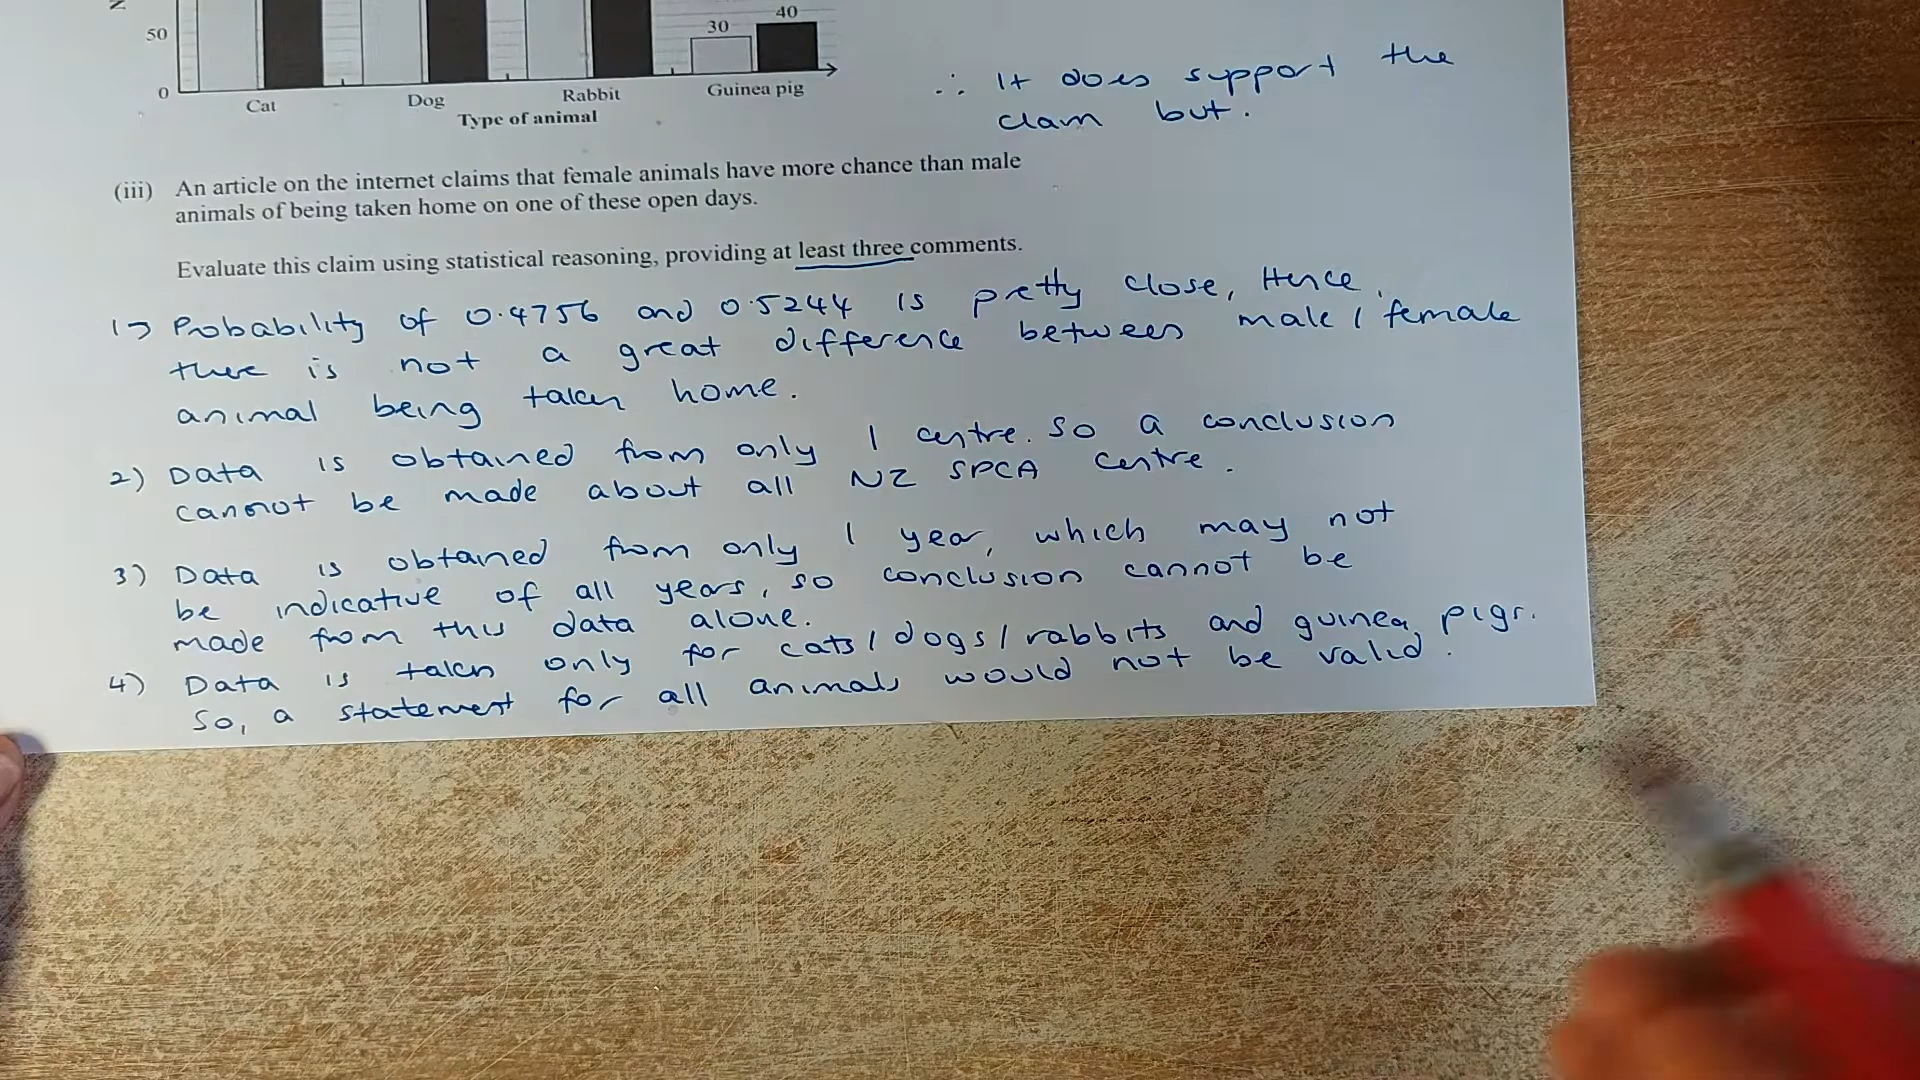 50
0
30
40
Cat
Dog
Rabbit
Guinea pig
Type of animal
∴ It does support the
clam but.
(iii) An article on the internet claims that female animals have more chance than male
animals of being taken home on one of these open days.
Evaluate this claim using statistical reasoning, providing at least three comments.
1) Probability of 0.4756 and 0.5244 is pretty close, Hence,
there is not a great difference between male / female
animal being taken home.
2) Data is obtained from only 1 centre. So a conclusion
cannot be made about all NZ SPCA centre.
3) Data is obtained from only 1 year, which may not
be indicative of all years, so conclusion cannot be
made from this data alone.
4) Data is taken only for cats / dogs / rabbits and guinea pigs.
So, a statement for all animals would not be valid.